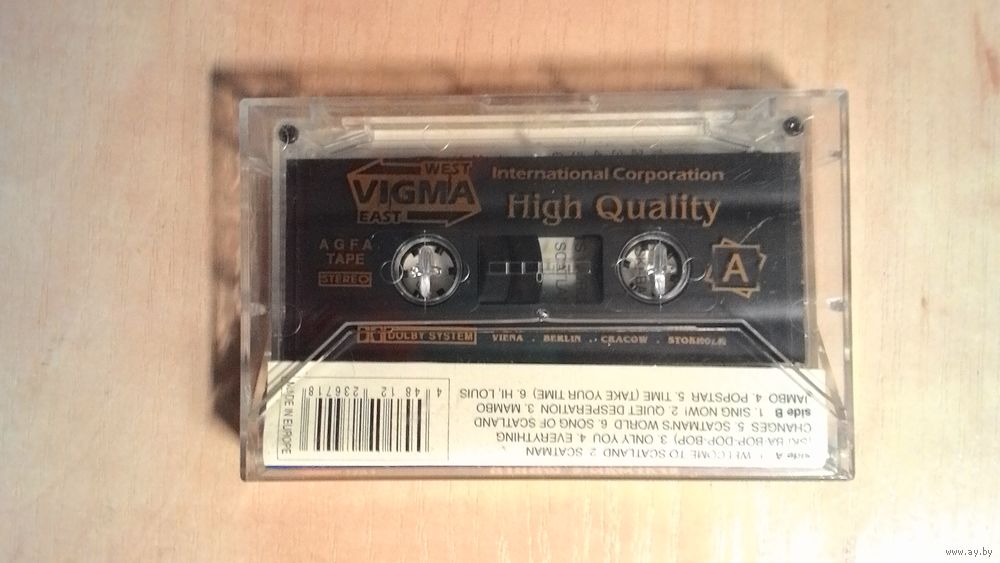 WEST
VIGMA
EAST
International Corporation
High Quality
AGFA
TAPE
STEREO
A
DOLBY SYSTEM
VIENA . BERLIN . CRACOW . STOKHOLM
side A 1. WELCOME TO SCATLAND 2. SCATMAN
(SKI-BA-BOP-DOP-BOP) 3. ONLY YOU 4. EVERYTHING
CHANGES 5. SCATMAN'S WORLD 6. SONG OF SCATLAND
side B 1. SING NOW! 2. QUIET DESPERATION 3. MAMBO
JAMBO 4. POPSTAR 5. TIME (TAKE YOUR TIME) 6. HI, LOUIS
4 4812 236718
MADE IN EUROPE
www.ay.by